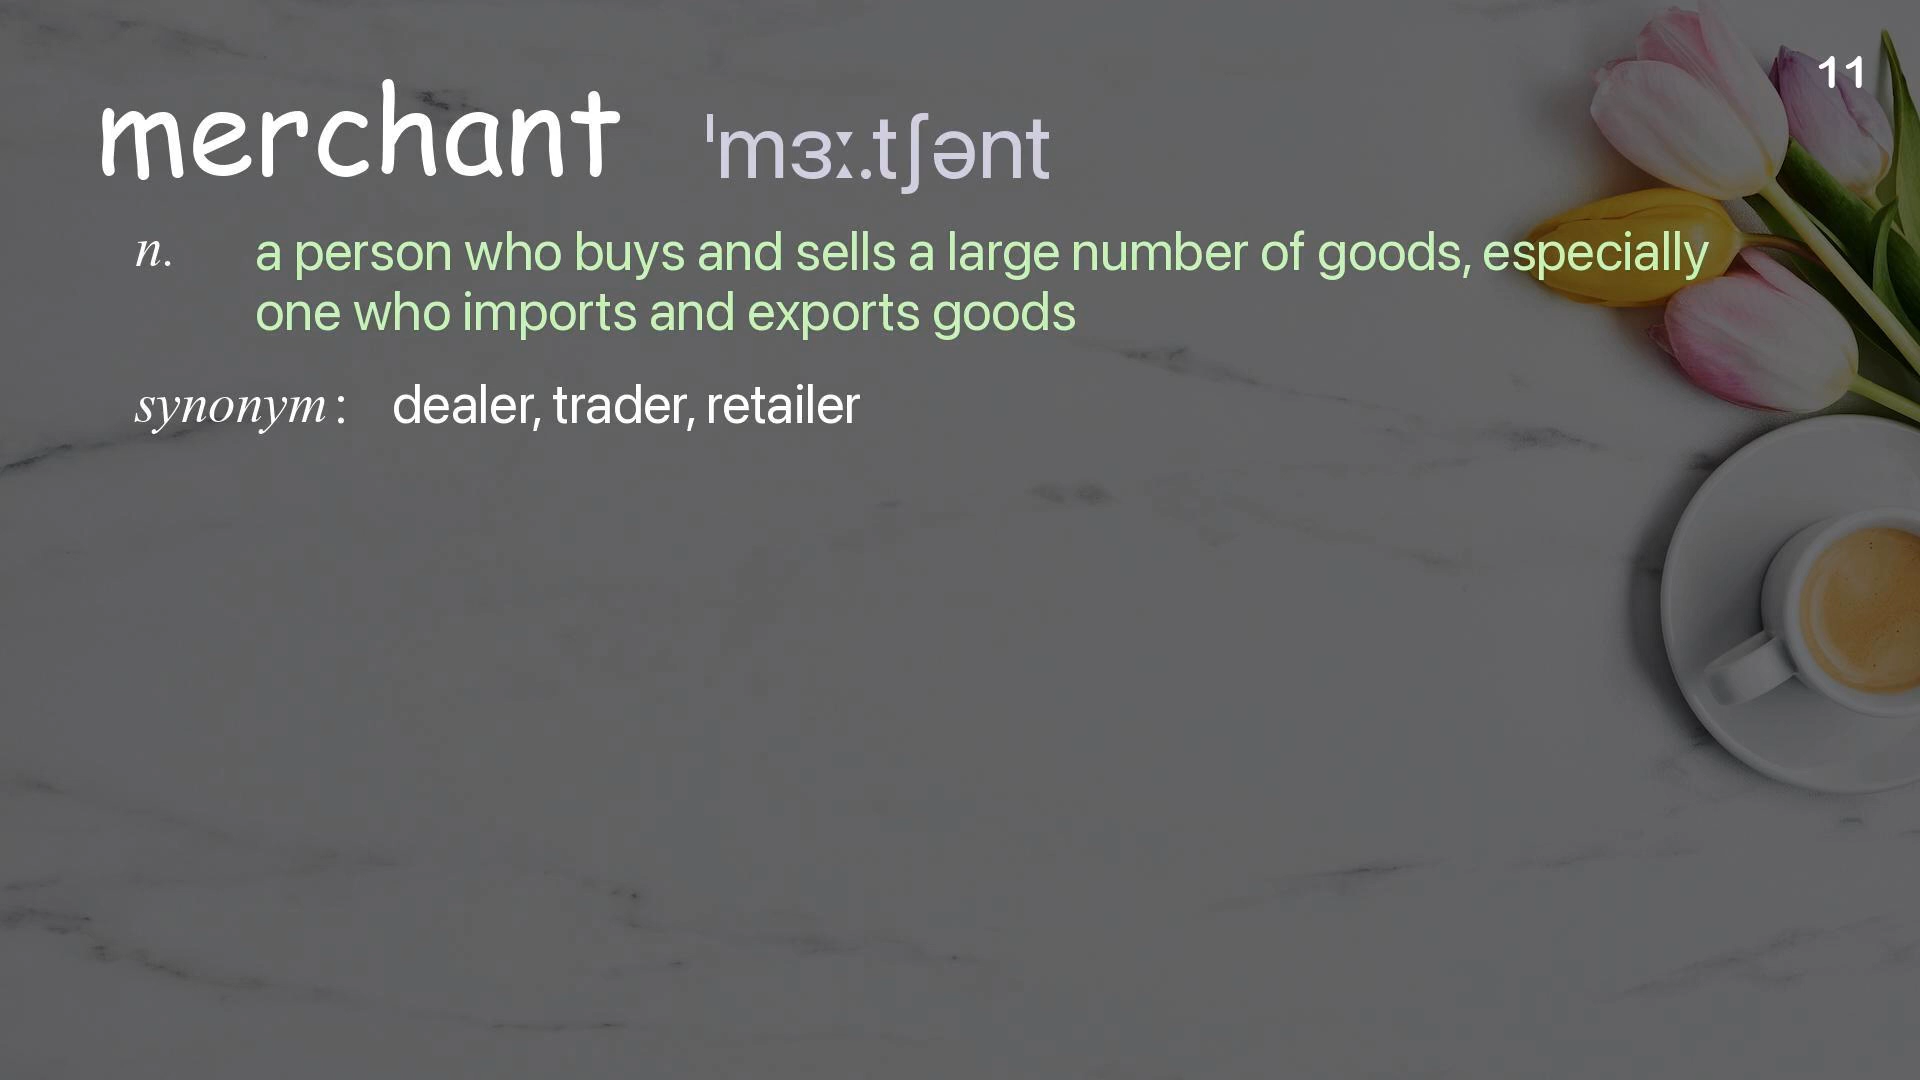 11
merchant ˈmɜː.tʃənt
n. a person who buys and sells a large number of goods, especially
one who imports and exports goods
synonym: dealer, trader, retailer